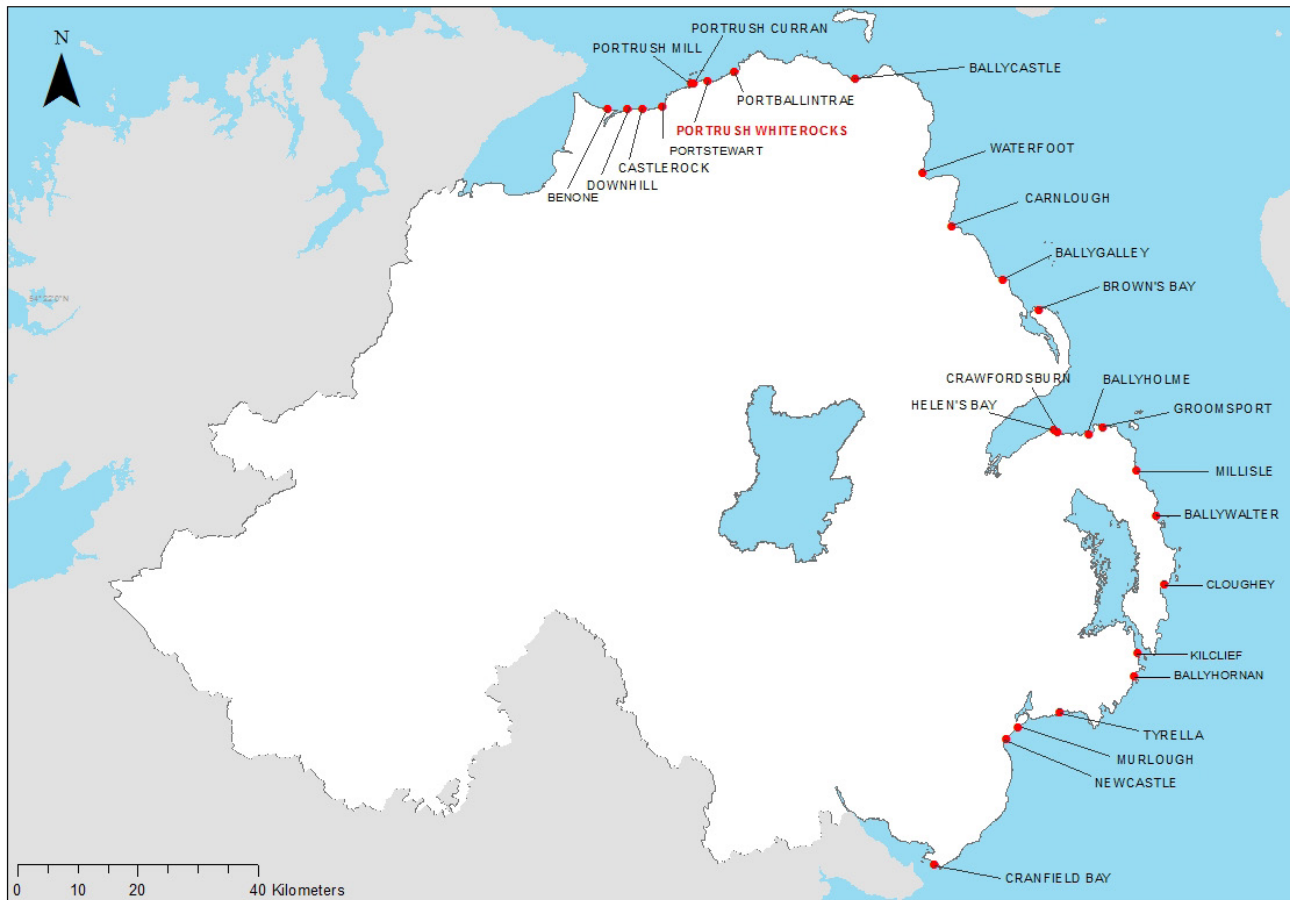 N
PORTRUSH CURRAN
PORTRUSH MILL
BALLYCASTLE
PORTBALLINTRAE
PORTRUSH WHITEROCKS
PORTSTEWART
CASTLEROCK
DOWNHILL
BENONE
WATERFOOT
CARNLOUGH
BALLYGALLEY
BROWN'S BAY
CRAWFORDSBURN
BALLYHOLME
HELEN'S BAY
GROOMSPORT
MILLISLE
BALLYWALTER
CLOUGHEY
KILCLIEF
BALLYHORNAN
TYRELLA
MURLOUGH
NEWCASTLE
CRANFIELD BAY
0 10 20 40 Kilometers